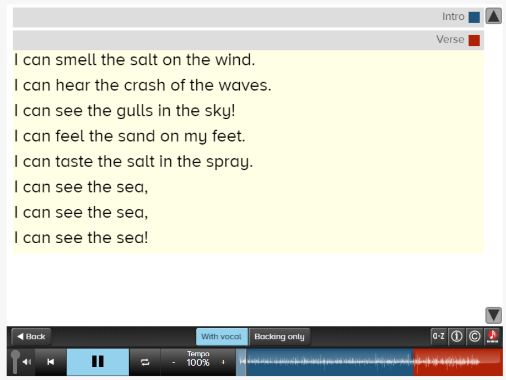 Intro
Verse
I can smell the salt on the wind.
I can hear the crash of the waves.
I can see the gulls in the sky!
I can feel the sand on my feet.
I can taste the salt in the spray.
I can see the sea,
I can see the sea,
I can see the sea!
Back
With vocal Backing only
a-z
Tempo
- 100% +